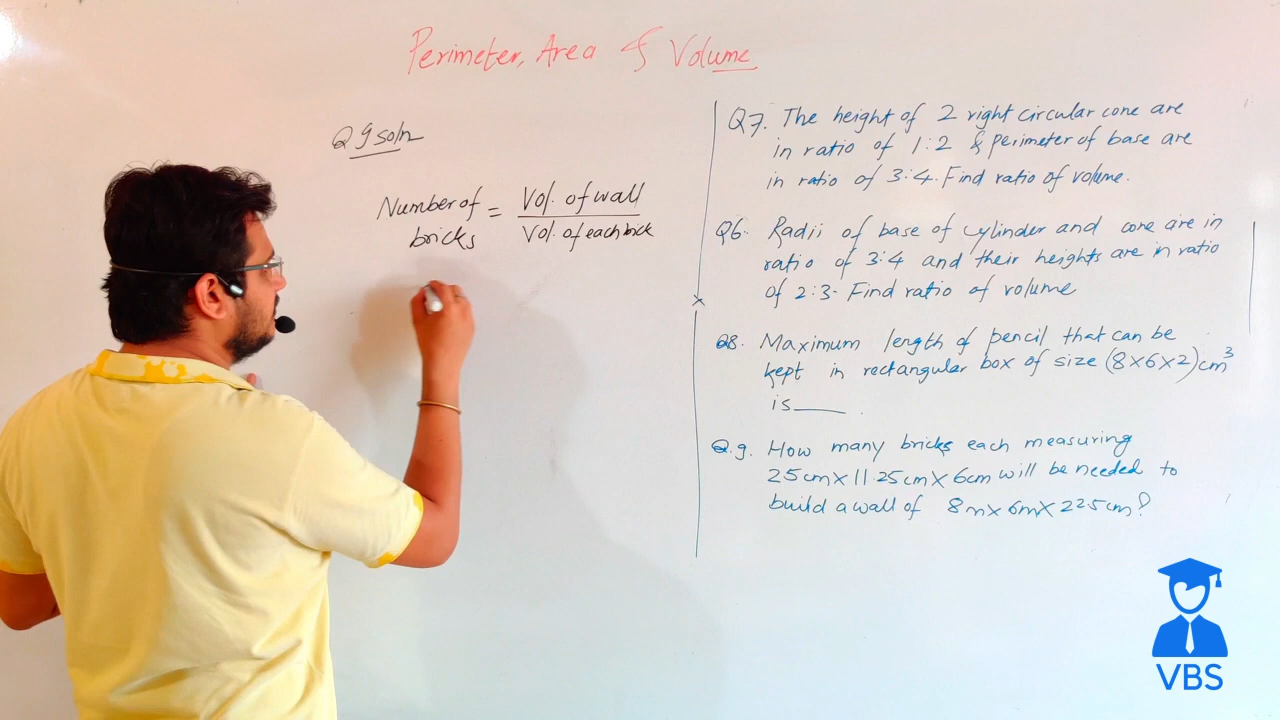 Perimeter, Area & Volume
Q 9 soln
Number of bricks = Vol. of wall
Vol. of each brick
Q7. The height of 2 right circular cone are
in ratio of 1:2 & perimeter of base are
in ratio of 3:4. Find ratio of volume.
Q6. Radii of base of cylinder and cone are in
ratio of 3:4 and their heights are in ratio
of 2:3. Find ratio of volume
Q8. Maximum length of pencil that can be
kept in rectangular box of size (8×6×2)cm³
is____.
Q.9. How many bricks each measuring
25cm×11.25cm×6cm will be needed to
build a wall of 8m×6m×22.5cm?
VBS